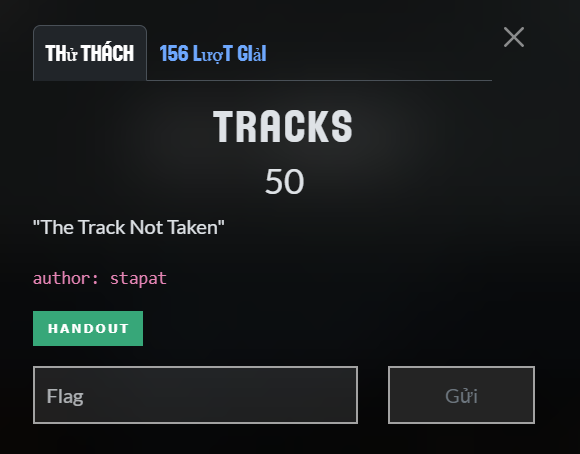 THử THÁCH
156 LượT GIảI
TRACKS
50
"The Track Not Taken"
author: stapat
HANDOUT
Flag
Gửi